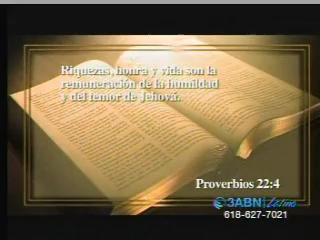 Riquezas, honra y vida son la
remuneración de la humildad
y del temor de Jehová.
Proverbios 22:4
3ABN Latino
618-627-7021